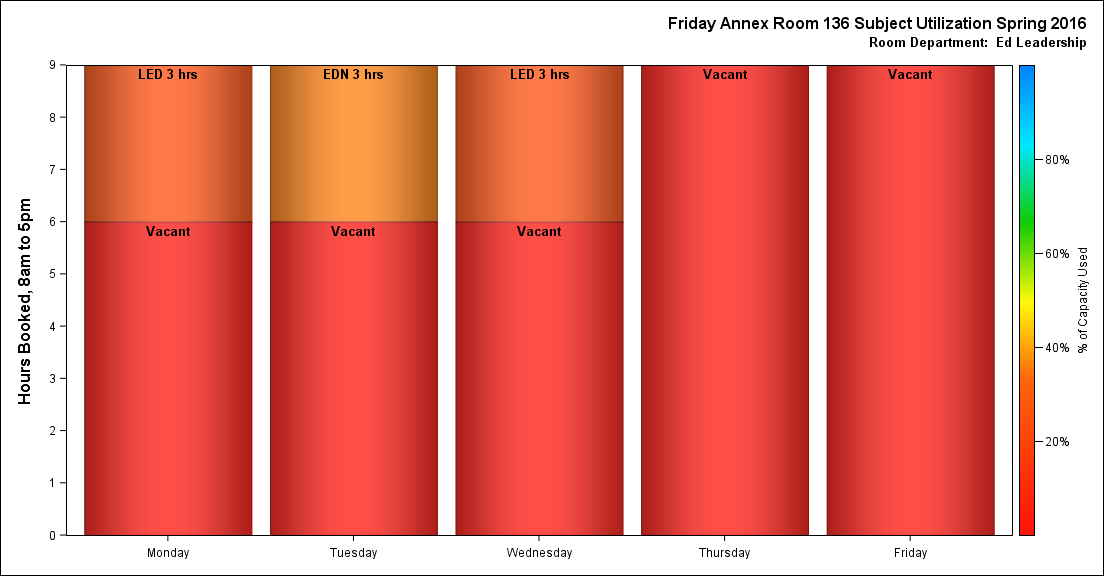 Friday Annex Room 136 Subject Utilization Spring 2016
Room Department:  Ed Leadership
Hours Booked, 8am to 5pm
9
8
7
6
5
4
3
2
1
0
LED 3 hrs
EDN 3 hrs
LED 3 hrs
Vacant
Vacant
Vacant
Vacant
Vacant
Monday
Tuesday
Wednesday
Thursday
Friday
80%
60%
40%
20%
% of Capacity Used